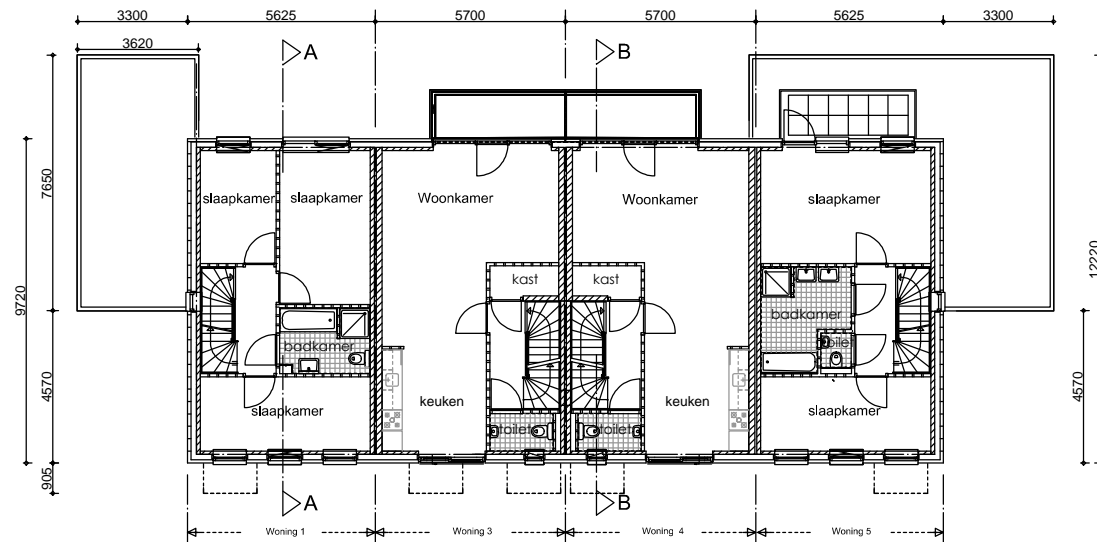 3300 5625 5700 5700 5625 3300
3620
A B
7650
9720
4570
905
12220
4570
slaapkamer slaapkamer Woonkamer Woonkamer slaapkamer
kast kast
badkamer badkamer
toilet
slaapkamer keuken keuken slaapkamer
toilet toilet
A B
Woning 1 Woning 3 Woning 4 Woning 5